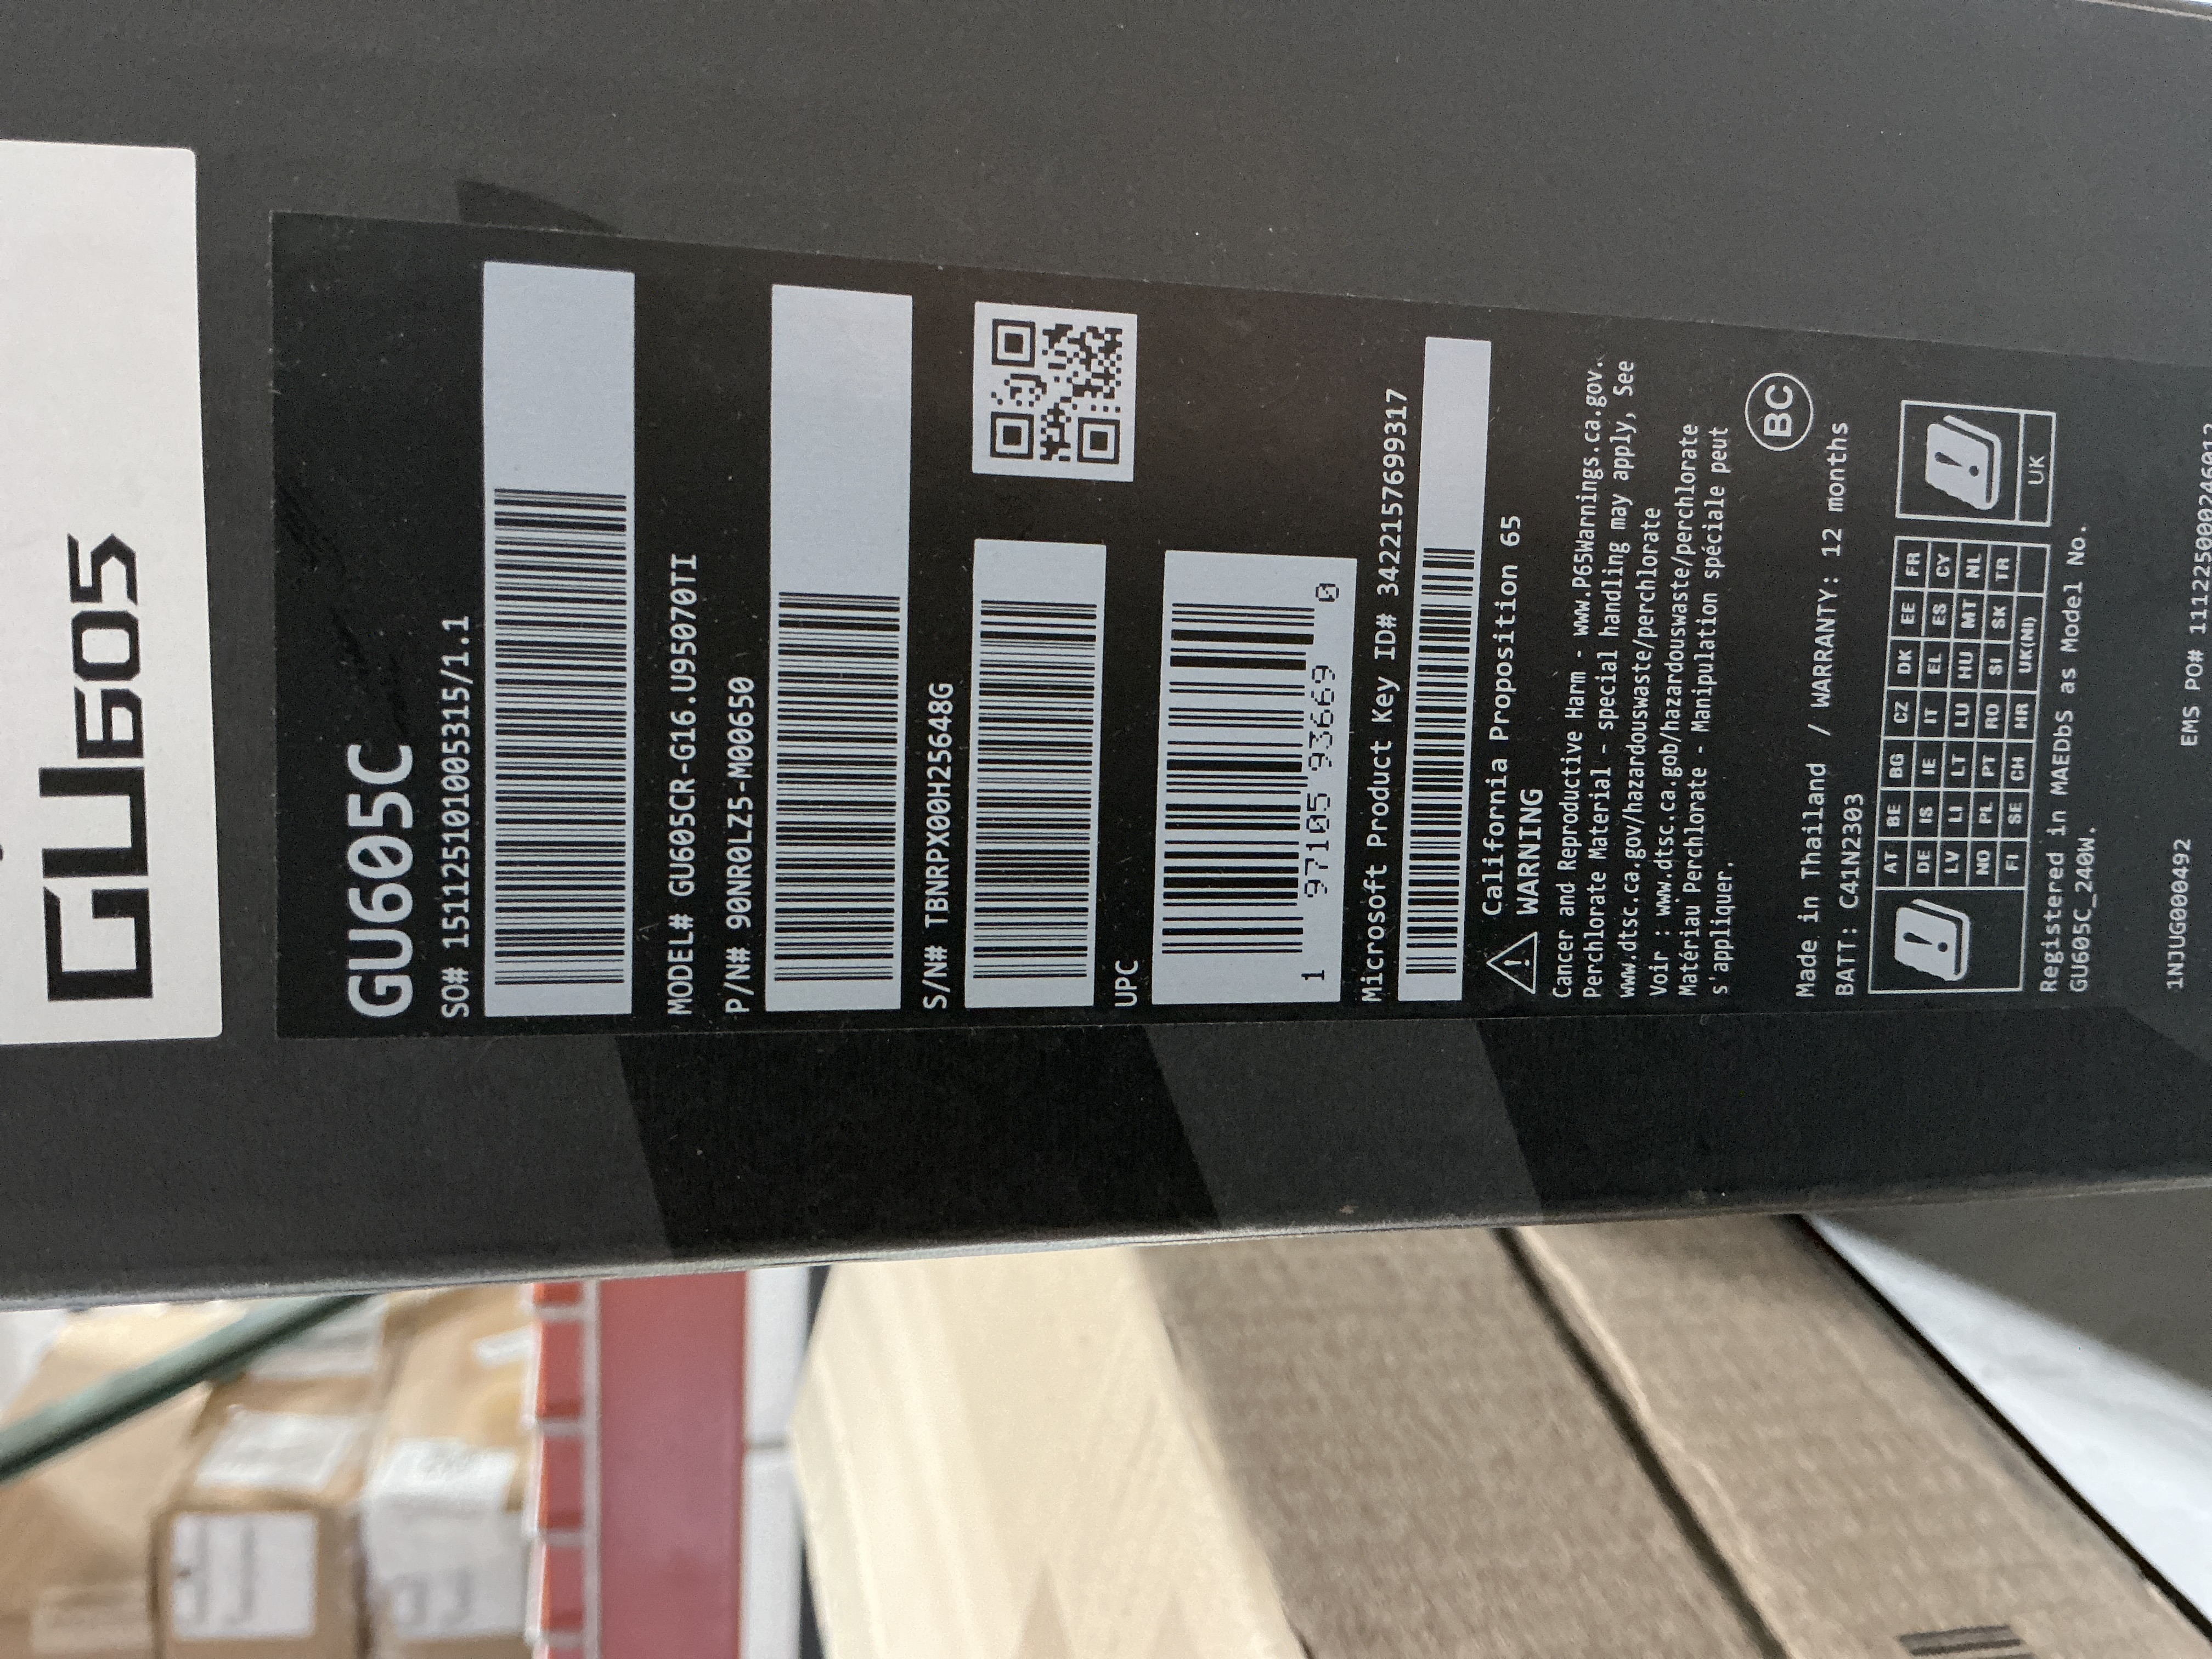 GU605
GU605C
SO# 15112510100​5315/1.1
MODEL# GU605CR-G16.U95070TI
P/N# 90NR0LZ5-M00650
S/N# TBNRPX00H25648G
UPC
1 97105 93669 0
Microsoft Product Key ID# 3422157699317
California Proposition 65
WARNING
Cancer and Reproductive Harm - www.P65Warnings.ca.gov.
Perchlorate Material - special handling may apply, See
www.dtsc.ca.gov/hazardouswaste/perchlorate
Voir : www.dtsc.ca.gob/hazardouswaste/perchlorate
Matériau Perchlorate - Manipulation spéciale peut
s'appliquer.
BC
Made in Thailand / WARRANTY: 12 months
BATT: C41N2303
AT BE BG CZ DK EE FR
DE IS IE IT EL ES CY
LV LI LT LU HU MT NL
NO PL PT RO SI SK TR
FI SE CH HR UK(NI)
UK
Registered in MAEDbS as Model No.
GU605C_240W.
1NJUG000492 EMS PO#